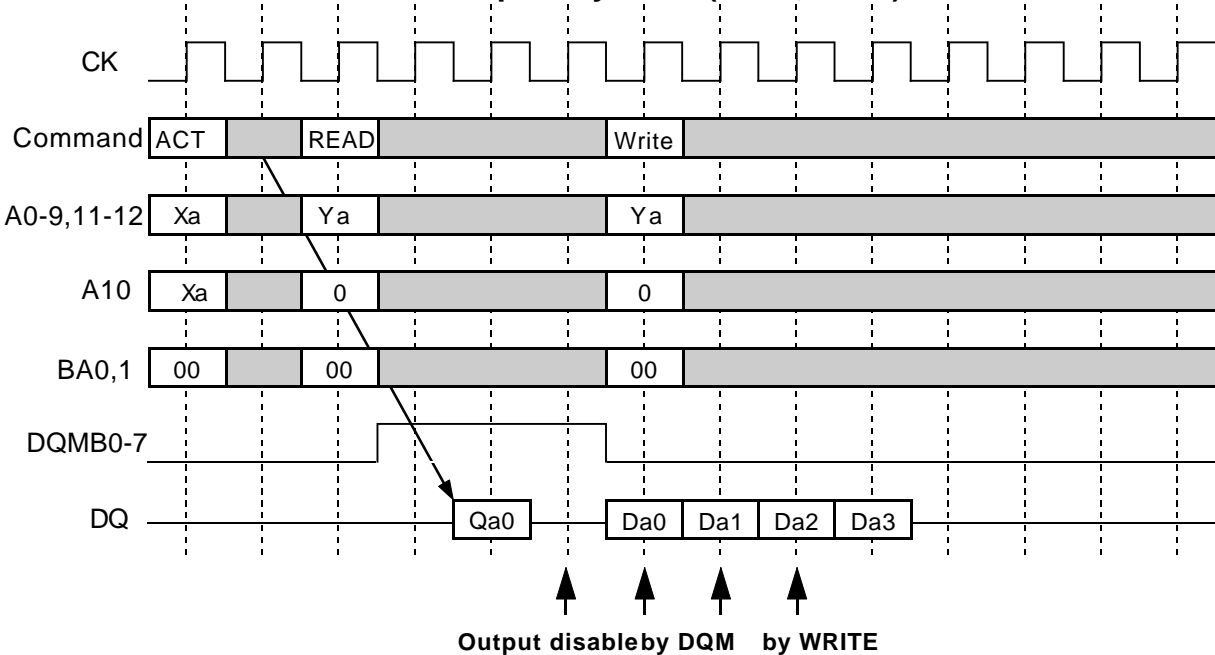 CK
Command ACT READ Write
A0-9,11-12 Xa Ya Ya
A10 Xa 0 0
BA0,1 00 00 00
DQMB0-7
DQ Qa0 Da0 Da1 Da2 Da3
Output disable by DQM by WRITE